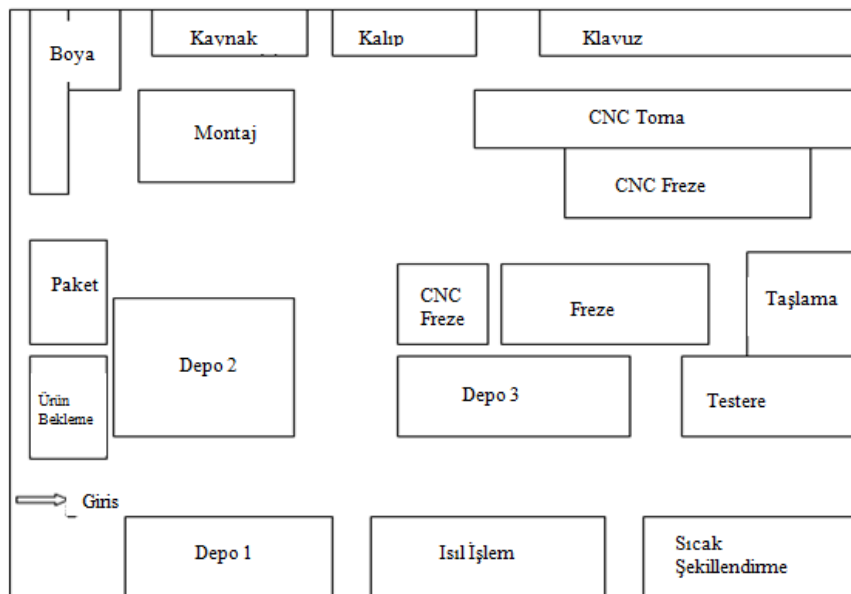 Boya
Kaynak
Kalıp
Klavuz
Montaj
CNC Torna
CNC Freze
Paket
CNC
Freze
Freze
Taşlama
Depo 2
Depo 3
Testere
Ürün
Bekleme
Giris
Depo 1
Isıl İşlem
Sıcak
Şekillendirme